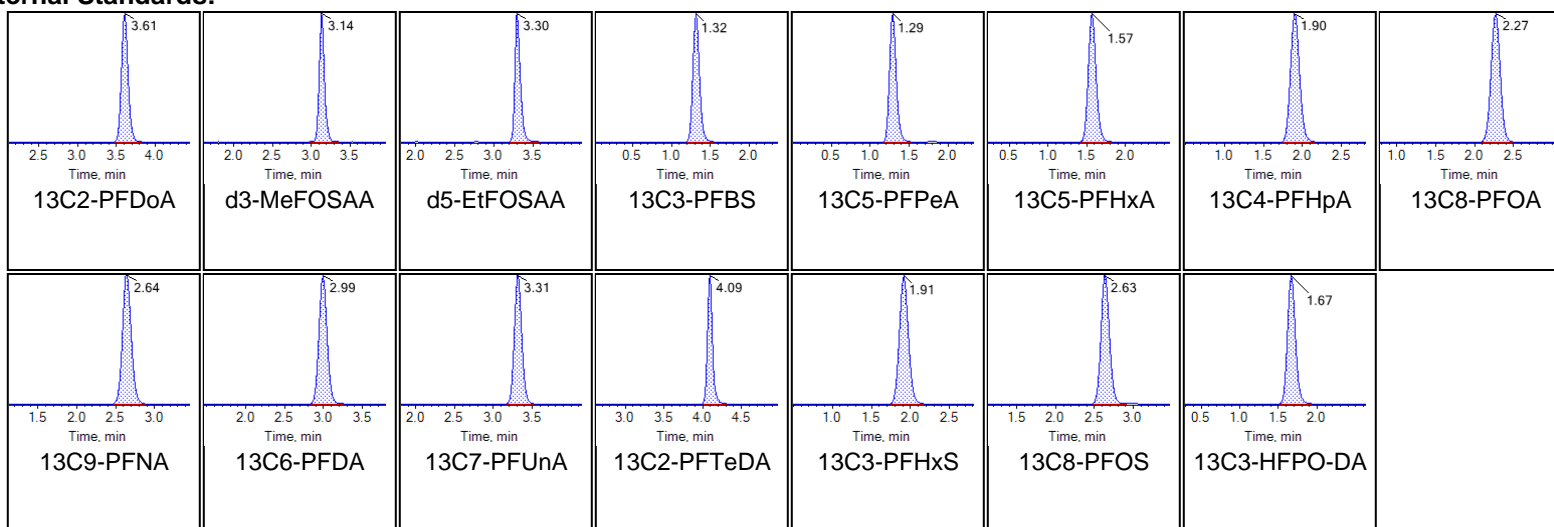 ternal Standards:
3.61 3.14 3.30 1.32 1.29 1.57 1.90 2.27
2.5 3.0 3.5 4.0 2.0 2.5 3.0 3.5 2.0 2.5 3.0 3.5 0.5 1.0 1.5 2.0 0.5 1.0 1.5 2.0 0.5 1.0 1.5 2.0 1.0 1.5 2.0 2.5 1.0 1.5 2.0 2.5
Time, min Time, min Time, min Time, min Time, min Time, min Time, min Time, min
13C2-PFDoA d3-MeFOSAA d5-EtFOSAA 13C3-PFBS 13C5-PFPeA 13C5-PFHxA 13C4-PFHpA 13C8-PFOA
2.64 2.99 3.31 4.09 1.91 2.63 1.67
1.5 2.0 2.5 3.0 2.0 2.5 3.0 3.5 2.0 2.5 3.0 3.5 3.0 3.5 4.0 4.5 1.0 1.5 2.0 2.5 1.5 2.0 2.5 3.0 0.5 1.0 1.5 2.0
Time, min Time, min Time, min Time, min Time, min Time, min Time, min
13C9-PFNA 13C6-PFDA 13C7-PFUnA 13C2-PFTeDA 13C3-PFHxS 13C8-PFOS 13C3-HFPO-DA